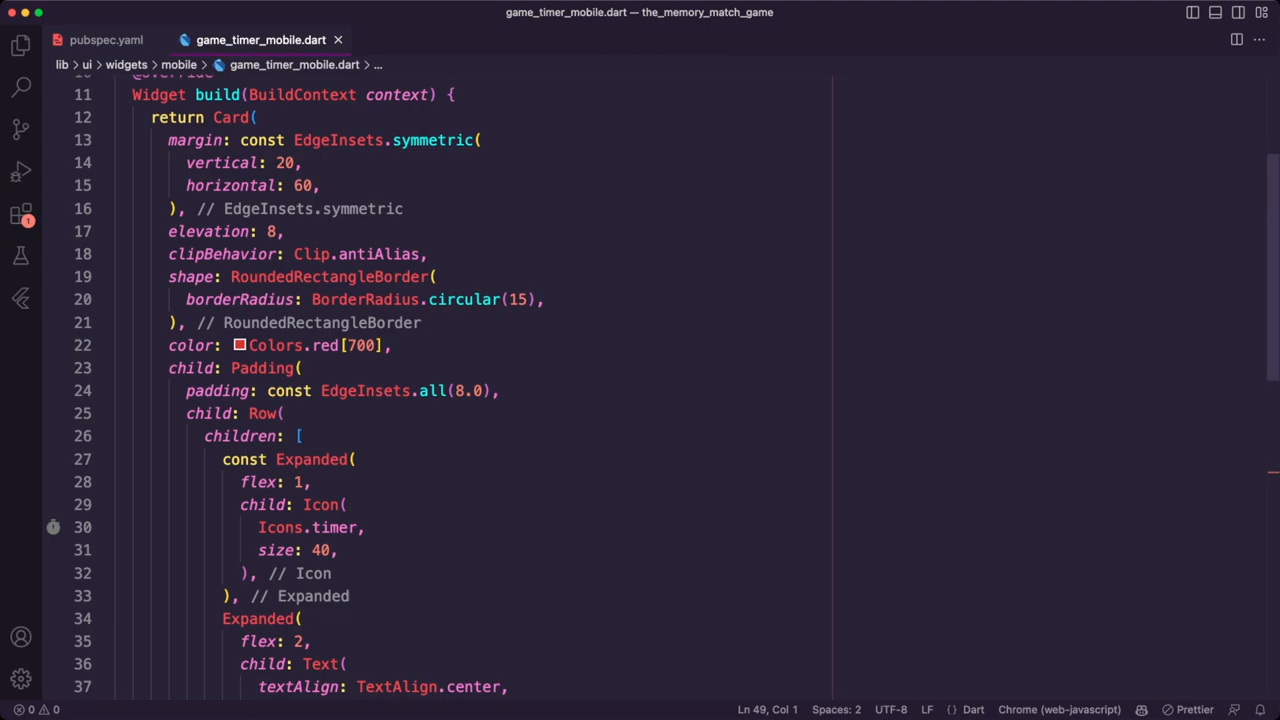 game_timer_mobile.dart — the_memory_match_game
pubspec.yaml
game_timer_mobile.dart
lib > ui > widgets > mobile > game_timer_mobile.dart > ...
10 @override
11 Widget build(BuildContext context) {
12 return Card(
13 margin: const EdgeInsets.symmetric(
14 vertical: 20,
15 horizontal: 60,
16 ), // EdgeInsets.symmetric
17 elevation: 8,
18 clipBehavior: Clip.antiAlias,
19 shape: RoundedRectangleBorder(
20 borderRadius: BorderRadius.circular(15),
21 ), // RoundedRectangleBorder
22 color: Colors.red[700],
23 child: Padding(
24 padding: const EdgeInsets.all(8.0),
25 child: Row(
26 children: [
27 const Expanded(
28 flex: 1,
29 child: Icon(
30 Icons.timer,
31 size: 40,
32 ), // Icon
33 ), // Expanded
34 Expanded(
35 flex: 2,
36 child: Text(
37 textAlign: TextAlign.center,
1
0 0 Ln 49, Col 1 Spaces: 2 UTF-8 LF {} Dart Chrome (web-javascript) Prettier